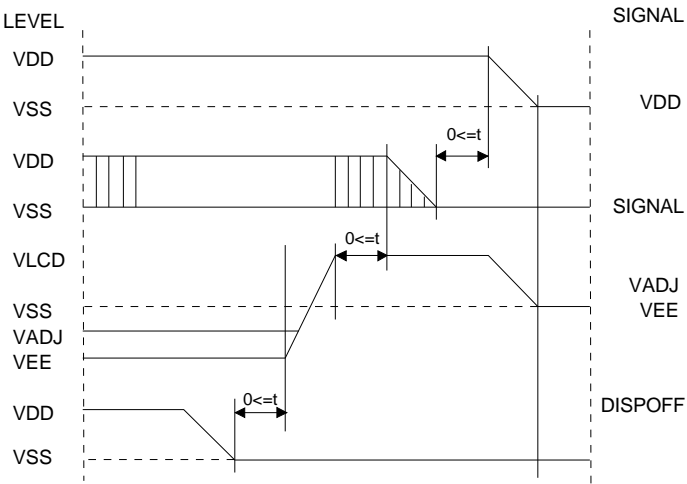 LEVEL SIGNAL
VDD
VSS VDD
0<=t
VDD
VSS SIGNAL
0<=t
VLCD
VADJ
VSS VEE
VADJ
VEE
0<=t DISPOFF
VDD
VSS